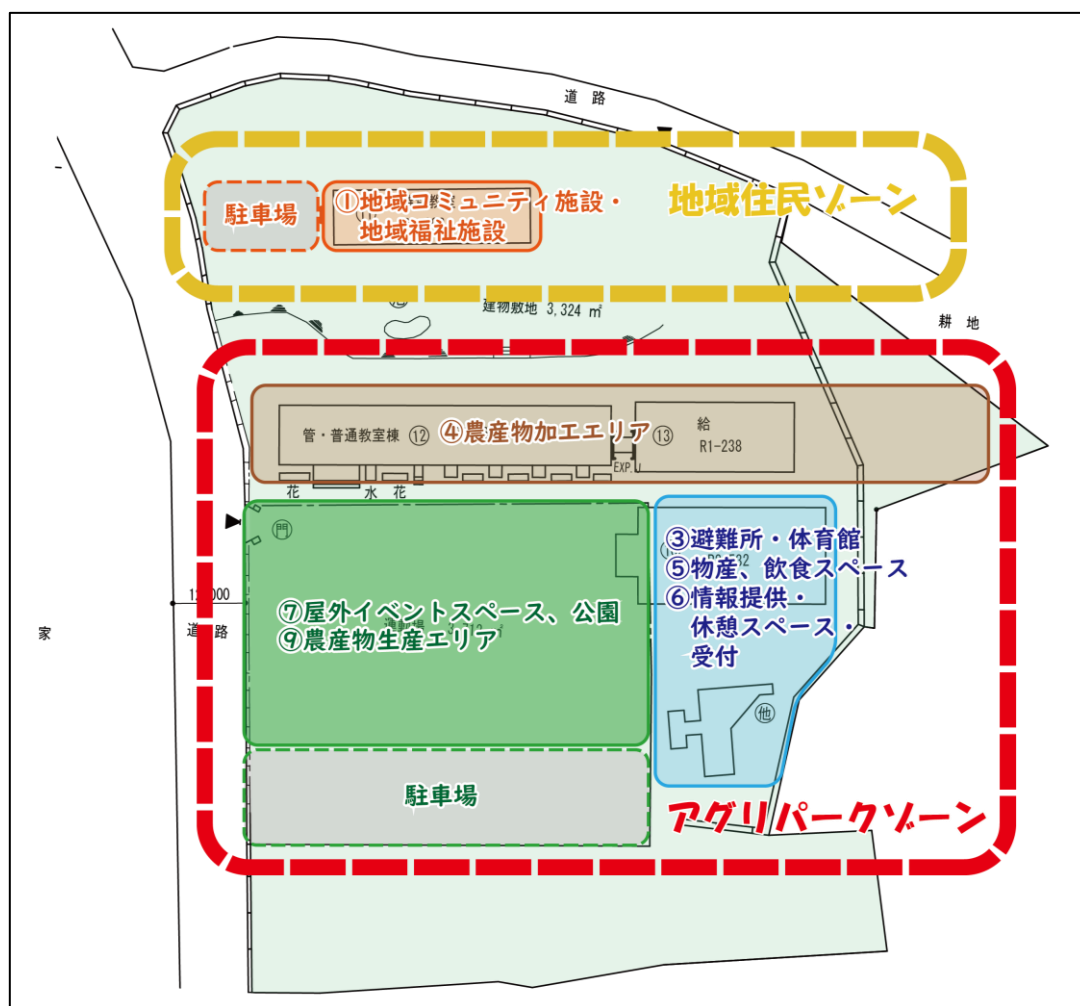 道路
地域住民ゾーン
駐車場
①地域コミュニティ施設・
地域福祉施設
建物敷地 3,324 ㎡
耕地
管・普通教室棟 ⑫
④農産物加工エリア
⑬
給
R1-238
EXP.J
花
水
花
門
③避難所・体育館
⑤物産、飲食スペース
⑥情報提供・
休憩スペース・
受付
道路
家
⑦屋外イベントスペース、公園
⑨農産物生産エリア
他
駐車場
アグリパークゾーン